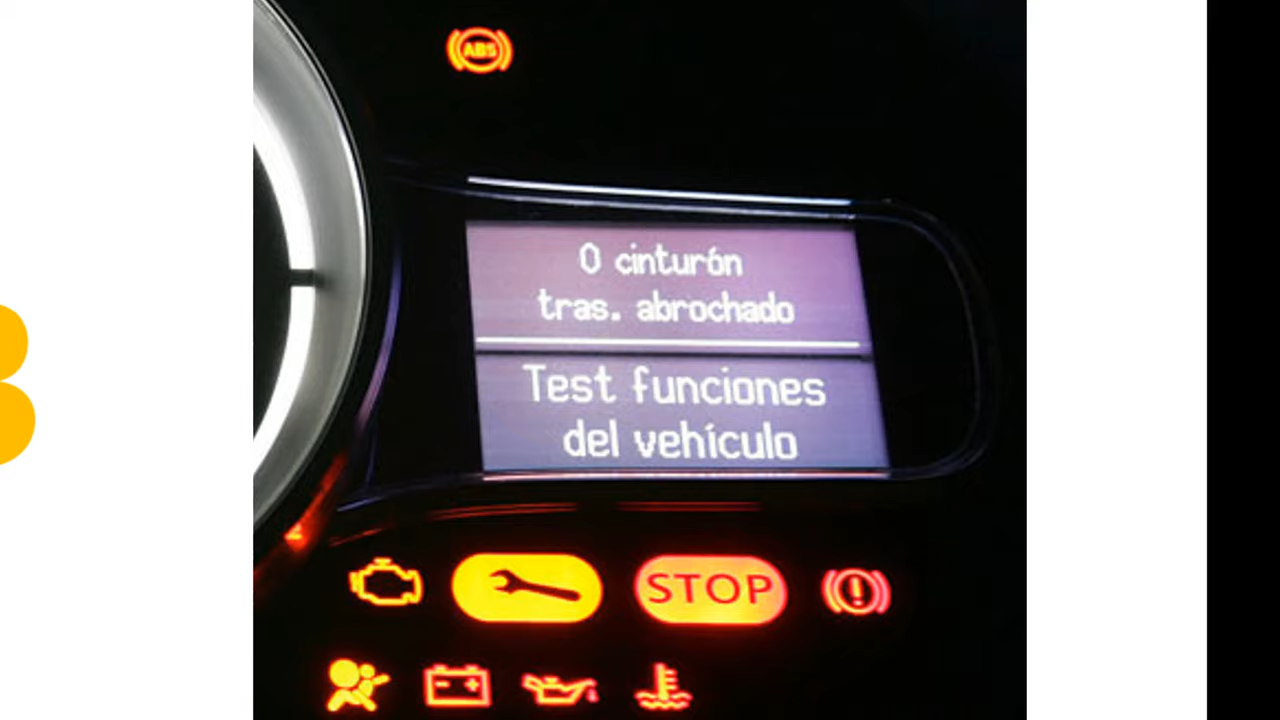 ABS
0 cinturón
tras. abrochado
Test funciones
del vehículo
STOP